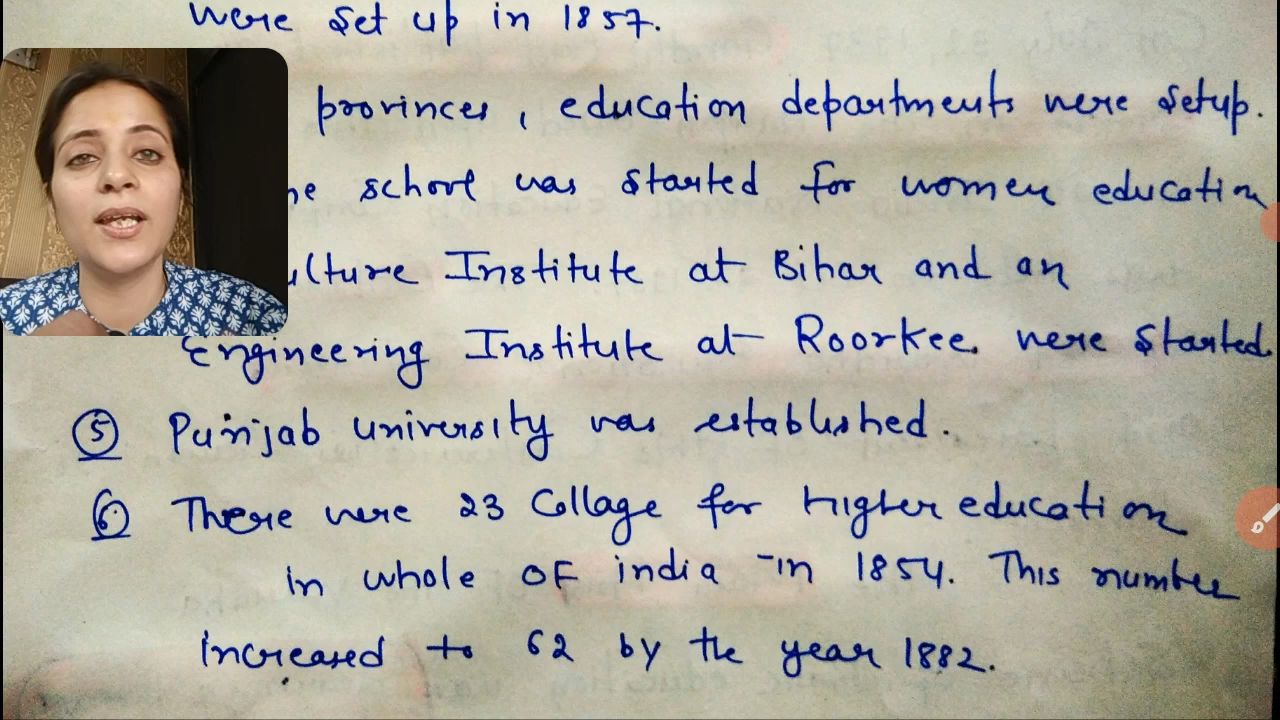 were set up in 1857.
provinces, education departments were setup.
school was started for women education
ulture Institute at Bihar and an
Engineering Institute at Roorkee. were started.
⑤ Punjab university was established.
⑥ There were 23 Collage for higher education
in whole of india in 1854. This number
increased to 62 by the year 1882.